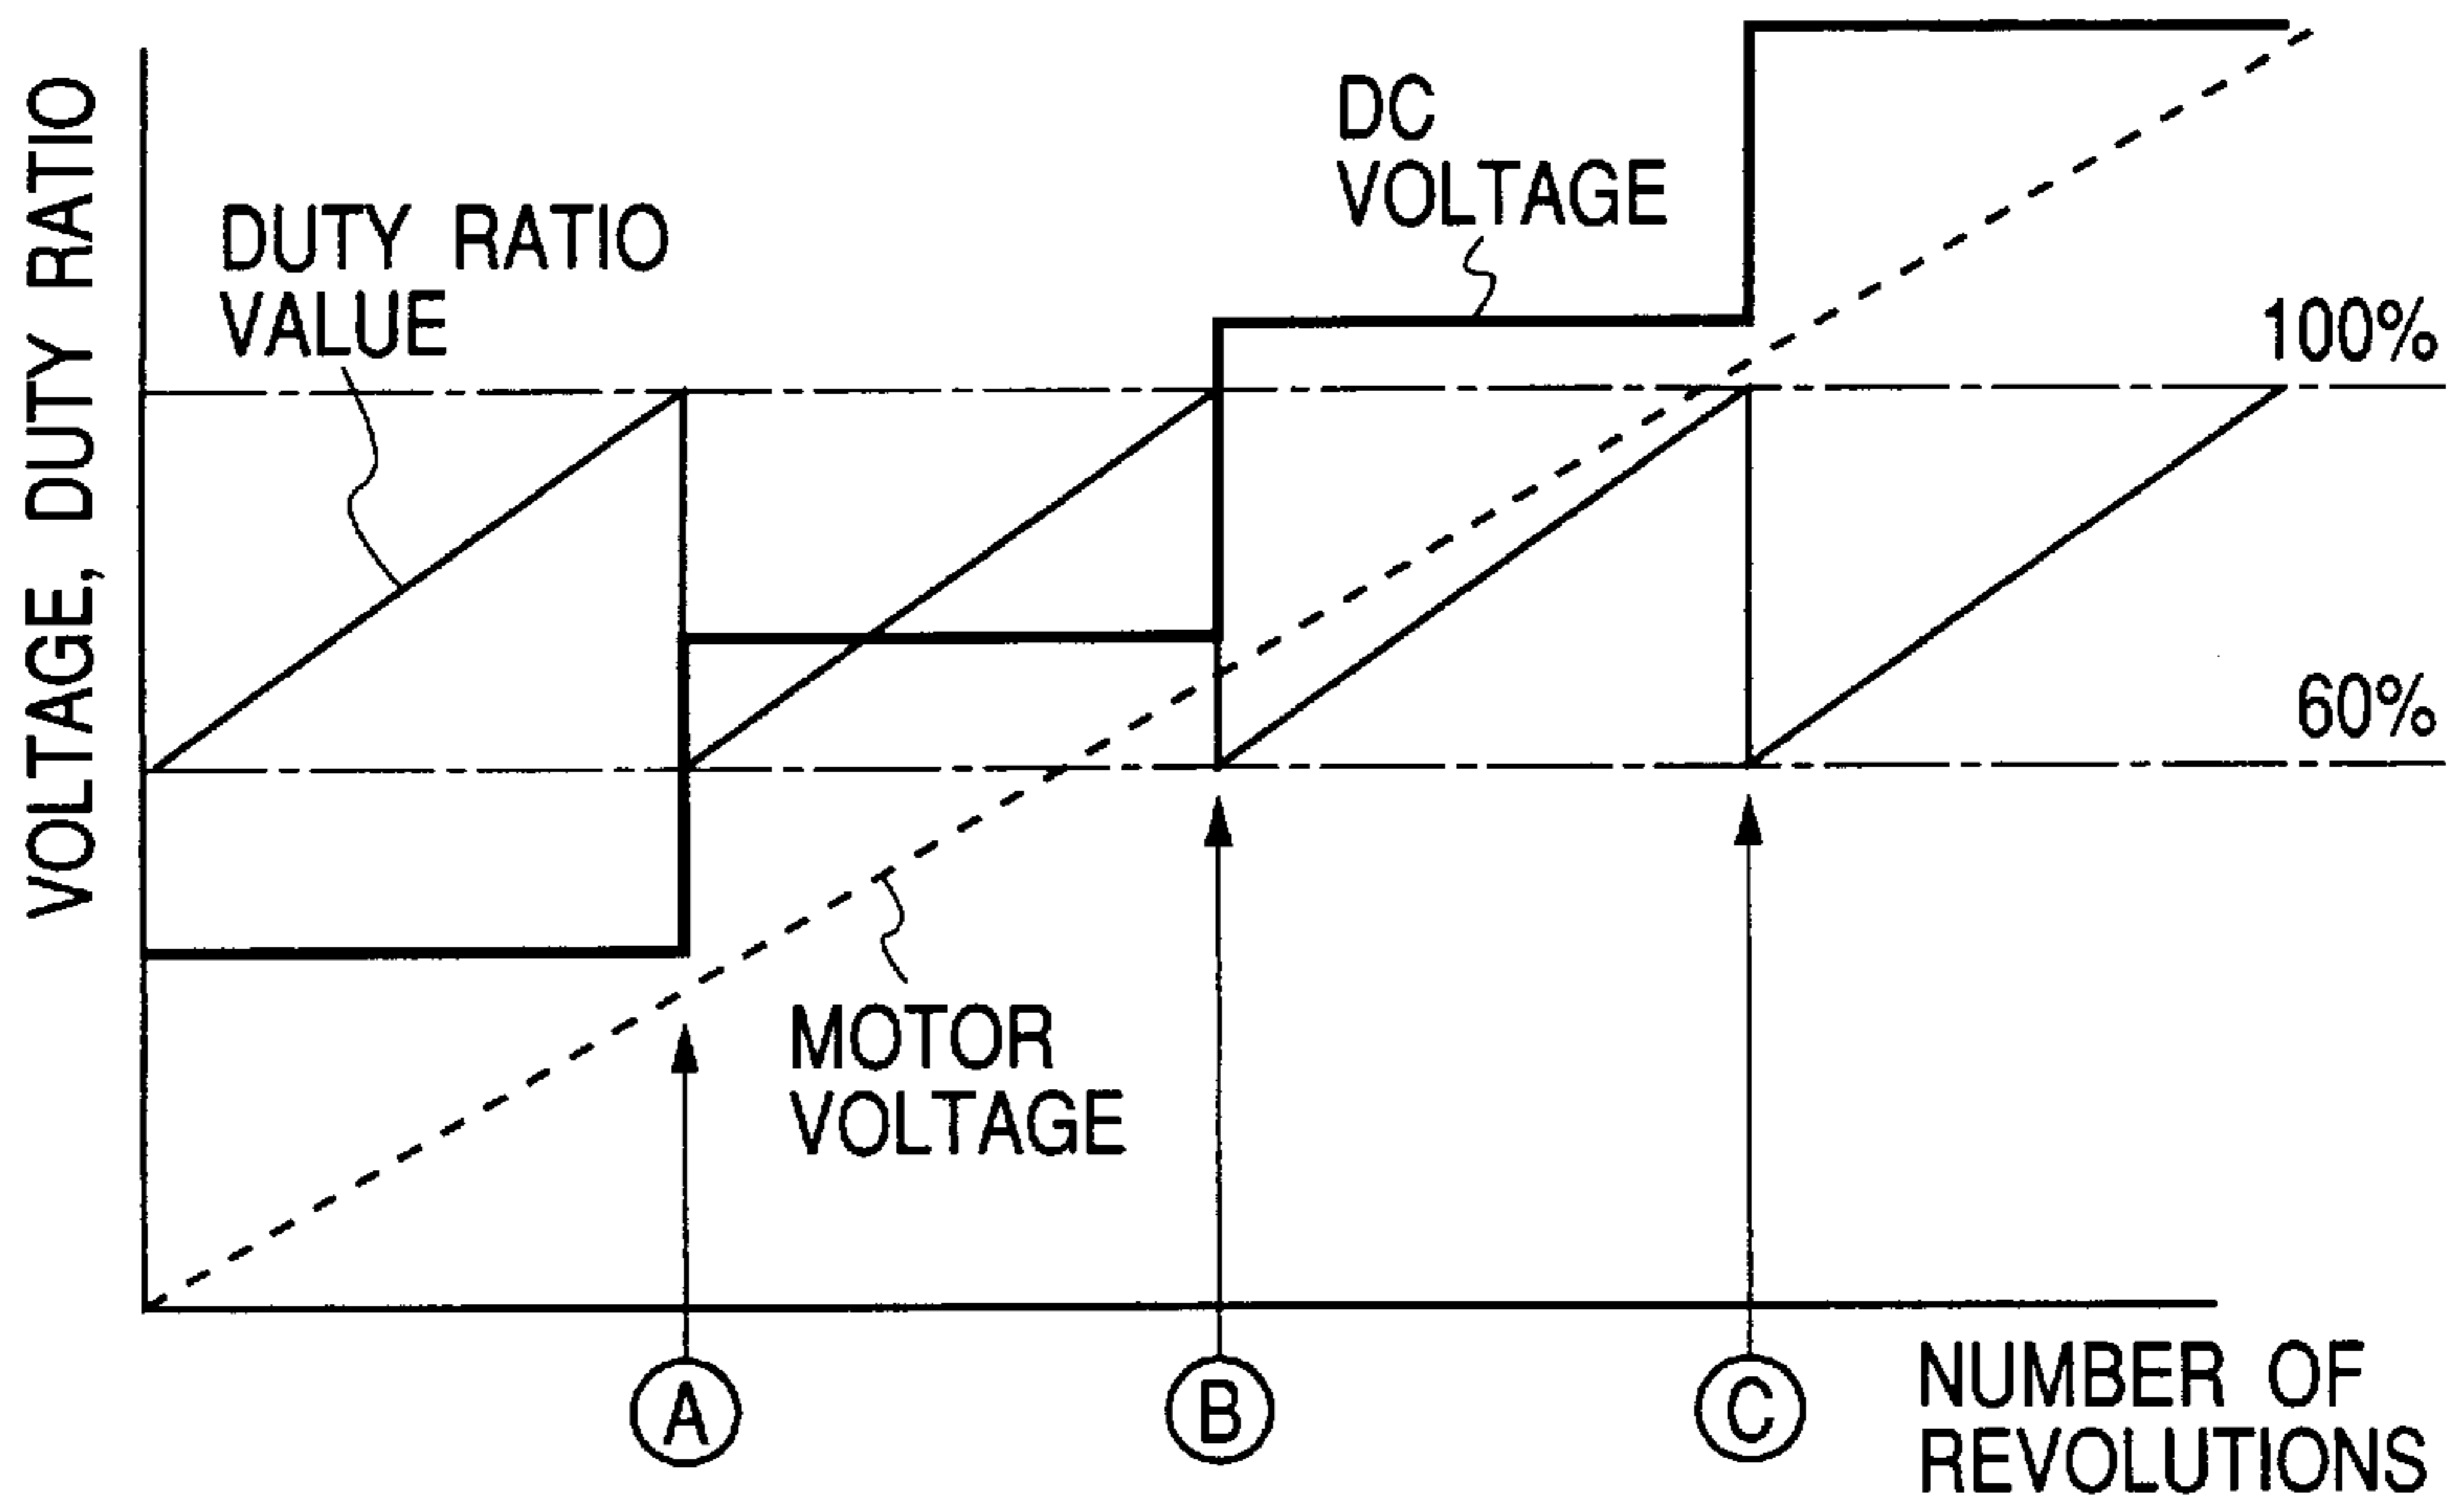 VOLTAGE, DUTY RATIO
DUTY RATIO
VALUE
DC
VOLTAGE
100%
60%
MOTOR
VOLTAGE
A
B
C
NUMBER OF
REVOLUTIONS